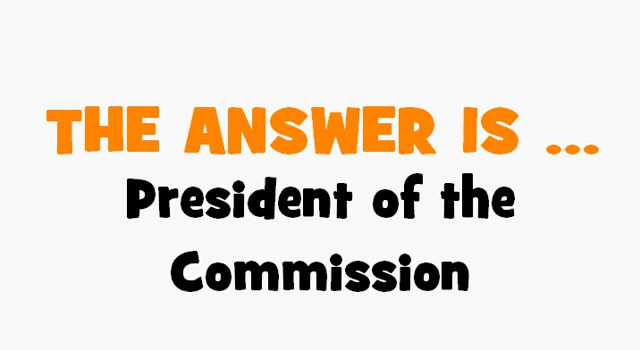 THE ANSWER IS ...
President of the
Commission